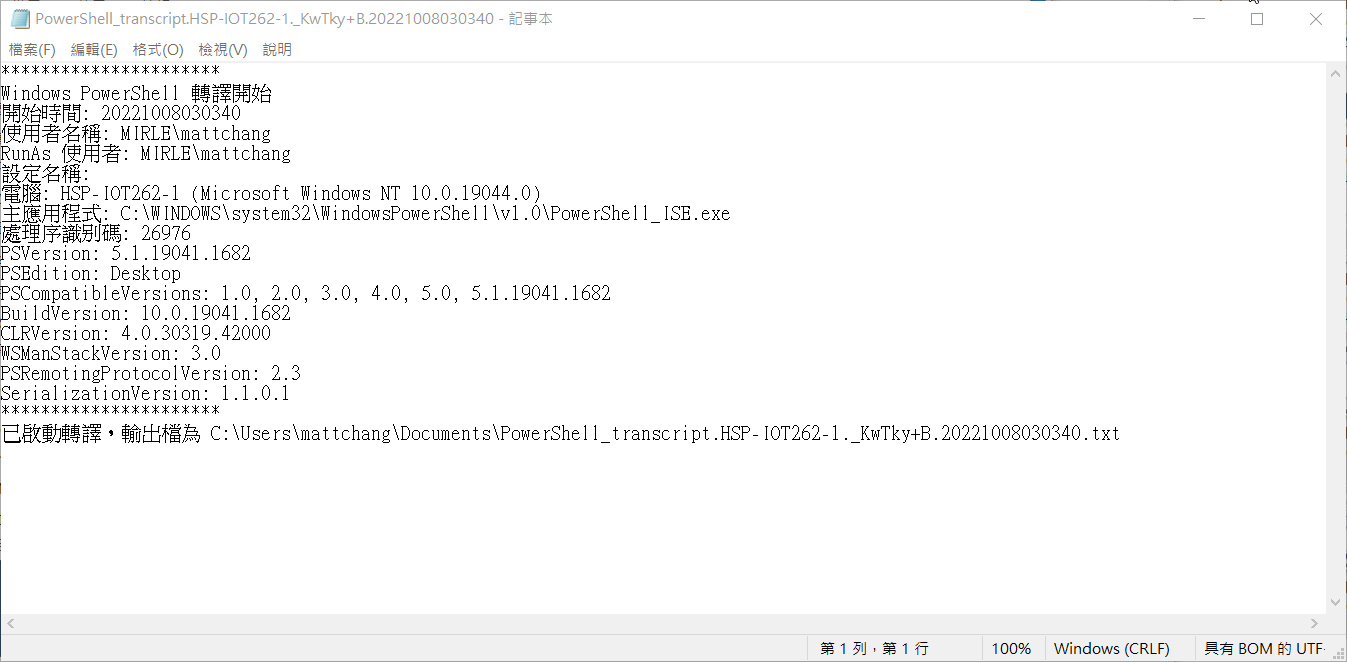 PowerShell_transcript.HSP-IOT262-1._KwTky+B.20221008030340 - 記事本
檔案(F) 編輯(E) 格式(O) 檢視(V) 說明
**********************
Windows PowerShell 轉譯開始
開始時間: 20221008030340
使用者名稱: MIRLE\mattchang
RunAs 使用者: MIRLE\mattchang
設定名稱:
電腦: HSP-IOT262-1 (Microsoft Windows NT 10.0.19044.0)
主應用程式: C:\WINDOWS\system32\WindowsPowerShell\v1.0\PowerShell_ISE.exe
處理序識別碼: 26976
PSVersion: 5.1.19041.1682
PSEdition: Desktop
PSCompatibleVersions: 1.0, 2.0, 3.0, 4.0, 5.0, 5.1.19041.1682
BuildVersion: 10.0.19041.1682
CLRVersion: 4.0.30319.42000
WSManStackVersion: 3.0
PSRemotingProtocolVersion: 2.3
SerializationVersion: 1.1.0.1
**********************
已啟動轉譯，輸出檔為 C:\Users\mattchang\Documents\PowerShell_transcript.HSP-IOT262-1._KwTky+B.20221008030340.txt
第 1 列，第 1 行 100% Windows (CRLF) 具有 BOM 的 UTF-